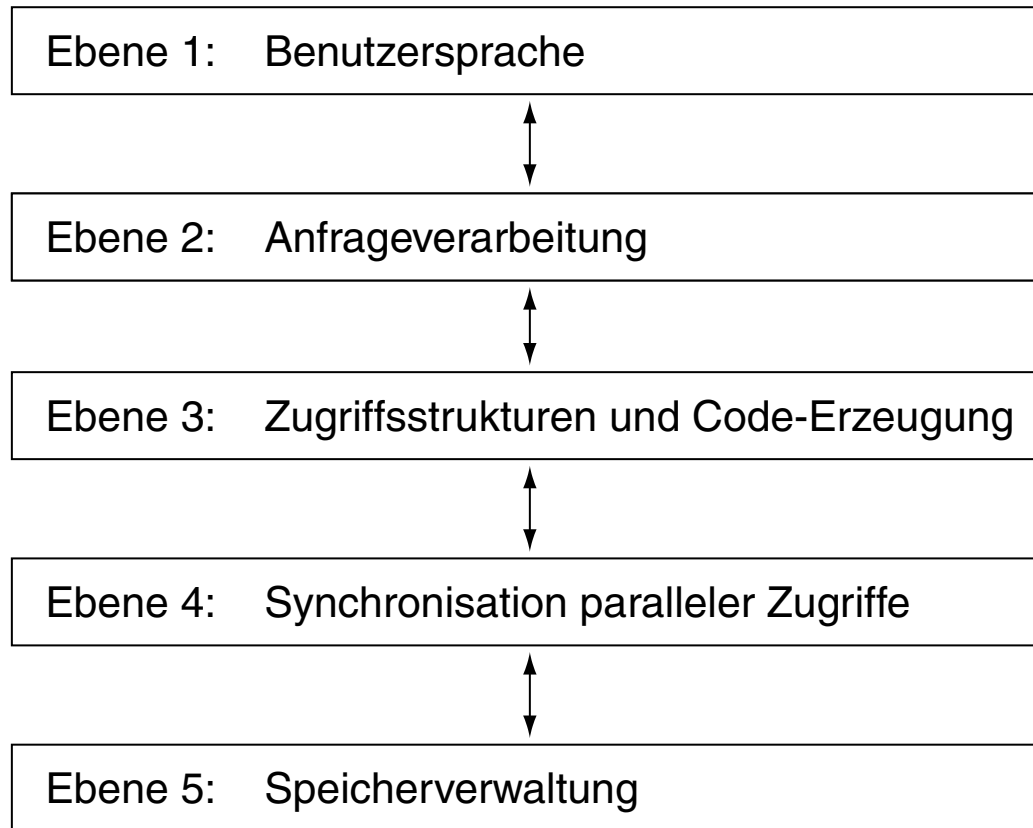 Ebene 1: Benutzersprache
Ebene 2: Anfrageverarbeitung
Ebene 3: Zugriffsstrukturen und Code-Erzeugung
Ebene 4: Synchronisation paralleler Zugriffe
Ebene 5: Speicherverwaltung